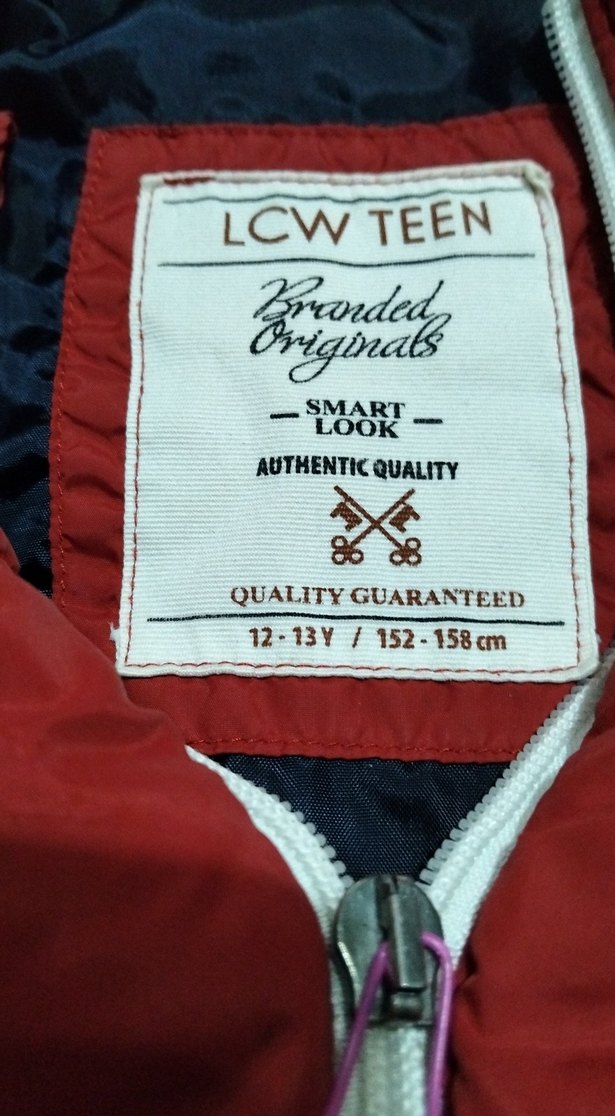 LCW TEEN
Branded
Originals
SMART
LOOK
AUTHENTIC QUALITY
QUALITY GUARANTEED
12 - 13 Y / 152 - 158 cm